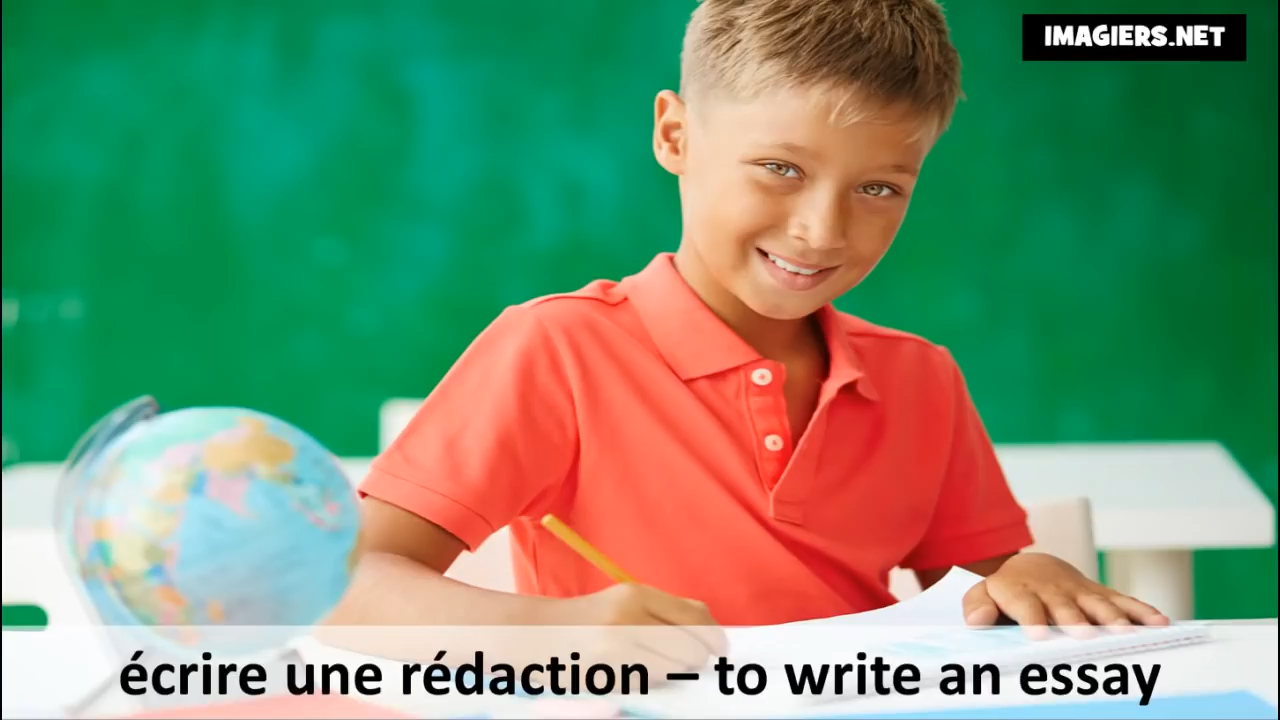 IMAGIERS.NET
écrire une rédaction – to write an essay